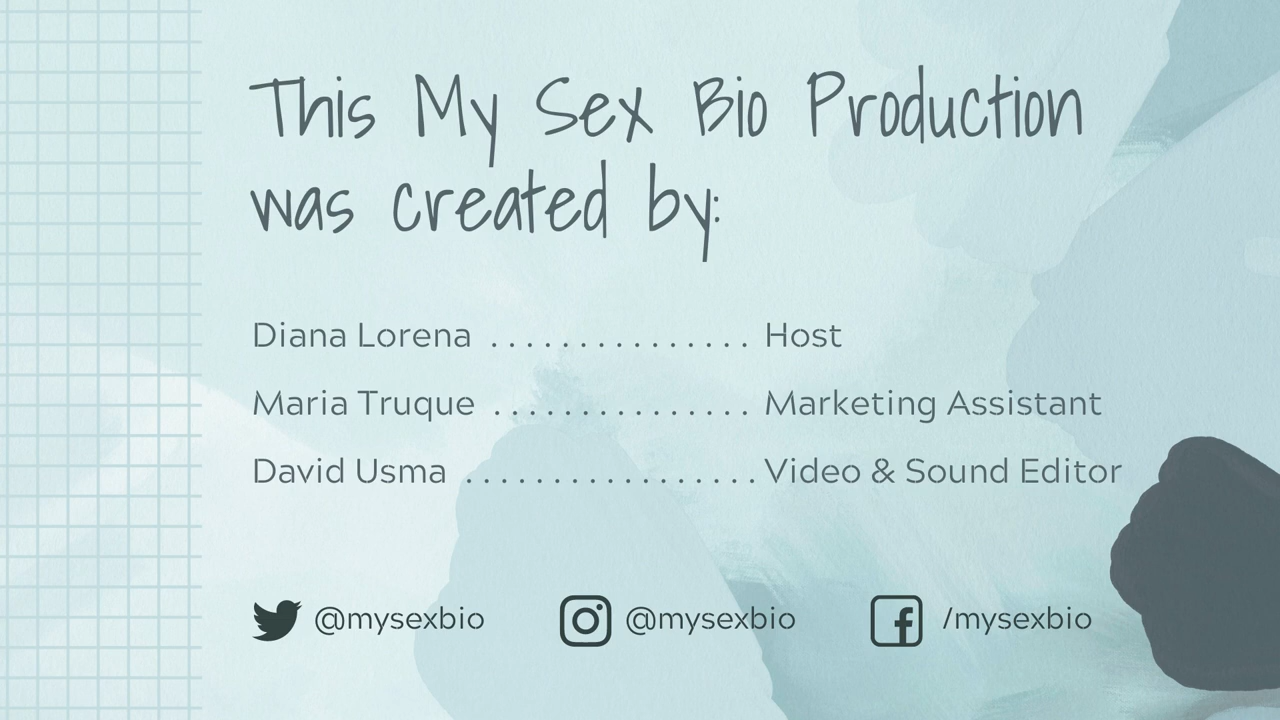 This My Sex Bio Production
was created by:
Diana Lorena ............... Host
Maria Truque ............... Marketing Assistant
David Usma ................. Video & Sound Editor
@mysexbio @mysexbio /mysexbio